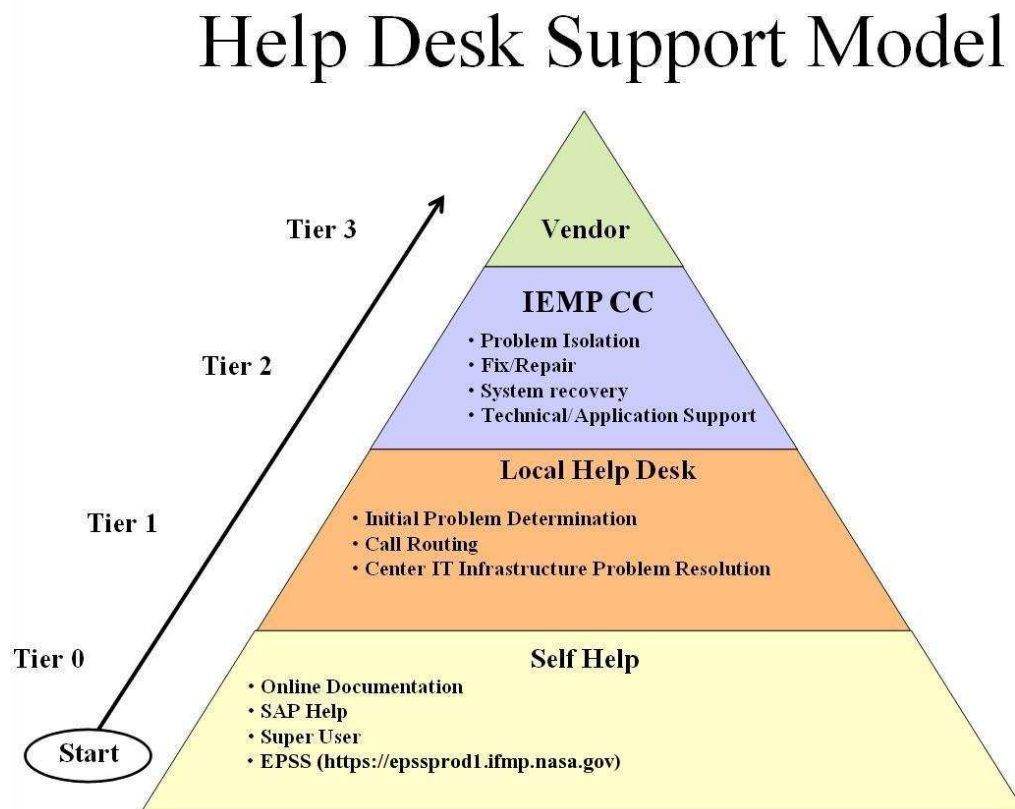 Help Desk Support Model
Tier 3
Vendor
Tier 2
IEMP CC
• Problem Isolation
• Fix/Repair
• System recovery
• Technical/Application Support
Tier 1
Local Help Desk
• Initial Problem Determination
• Call Routing
• Center IT Infrastructure Problem Resolution
Tier 0
Self Help
• Online Documentation
• SAP Help
• Super User
• EPSS (https://epssprod1.ifmp.nasa.gov)
Start